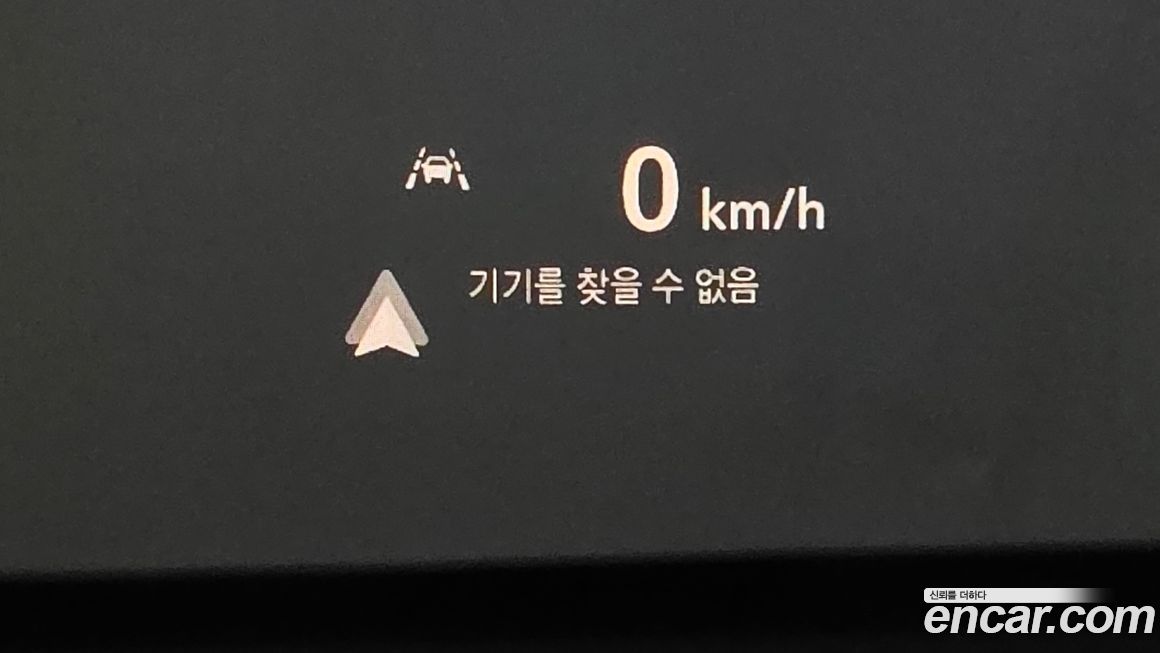 0 km/h
기기를 찾을 수 없음
신뢰를 더하다
encar.com